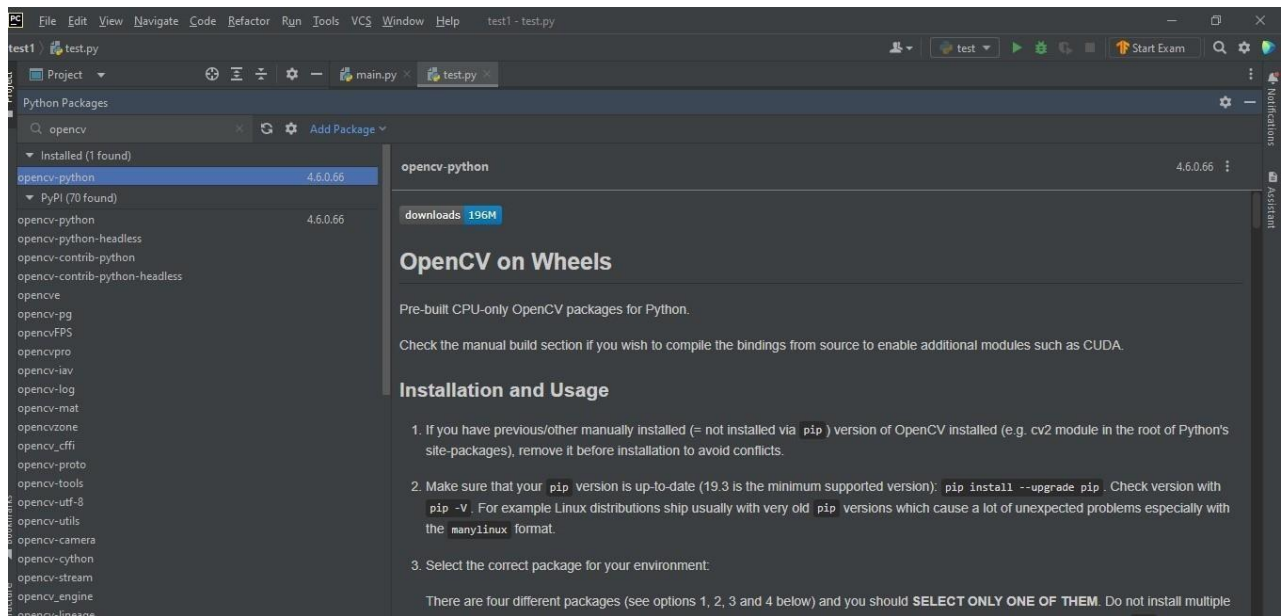 PC File Edit View Navigate Code Refactor Run Tools VCS Window Help test1 - test.py
test1 test.py test Start Exam
Project main.py test.py
Python Packages
opencv Add Package
Installed (1 found)
opencv-python 4.6.0.66
PyPI (70 found)
opencv-python 4.6.0.66
opencv-python-headless
opencv-contrib-python
opencv-contrib-python-headless
opencve
opencv-pg
opencvFPS
opencvpro
opencv-iav
opencv-log
opencv-mat
opencvzone
opencv_cffi
opencv-proto
opencv-tools
opencv-utf-8
opencv-utils
opencv-camera
opencv-cython
opencv-stream
opencv_engine
opencv-lineage
opencv-python 4.6.0.66
downloads 196M
OpenCV on Wheels
Pre-built CPU-only OpenCV packages for Python.
Check the manual build section if you wish to compile the bindings from source to enable additional modules such as CUDA.
Installation and Usage
1. If you have previous/other manually installed (= not installed via pip ) version of OpenCV installed (e.g. cv2 module in the root of Python's
site-packages), remove it before installation to avoid conflicts.
2. Make sure that your pip version is up-to-date (19.3 is the minimum supported version): pip install --upgrade pip . Check version with
pip -V . For example Linux distributions ship usually with very old pip versions which cause a lot of unexpected problems especially with
the manylinux format.
3. Select the correct package for your environment:
There are four different packages (see options 1, 2, 3 and 4 below) and you should SELECT ONLY ONE OF THEM. Do not install multiple
Notifications
Assistant